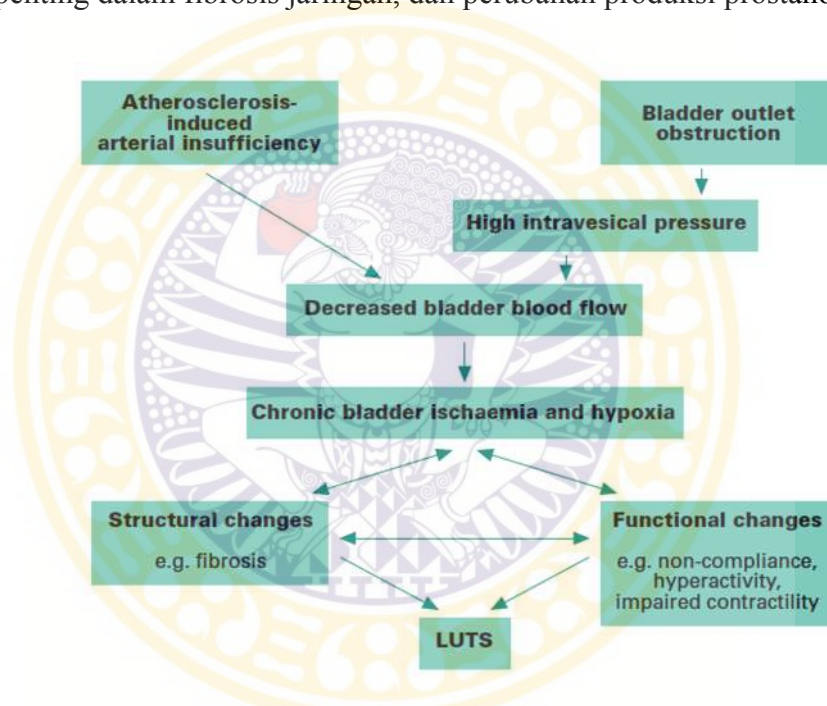 penting dalam fibrosis jaringan, dan perubahan produksi
Atherosclerosis-
induced
arterial insufficiency
Bladder outlet
obstruction
High intravesical pressure
Decreased bladder blood flow
Chronic bladder ischaemia and hypoxia
Structural changes
e.g. fibrosis
Functional changes
e.g. non-compliance,
hyperactivity,
impaired contractility
LUTS